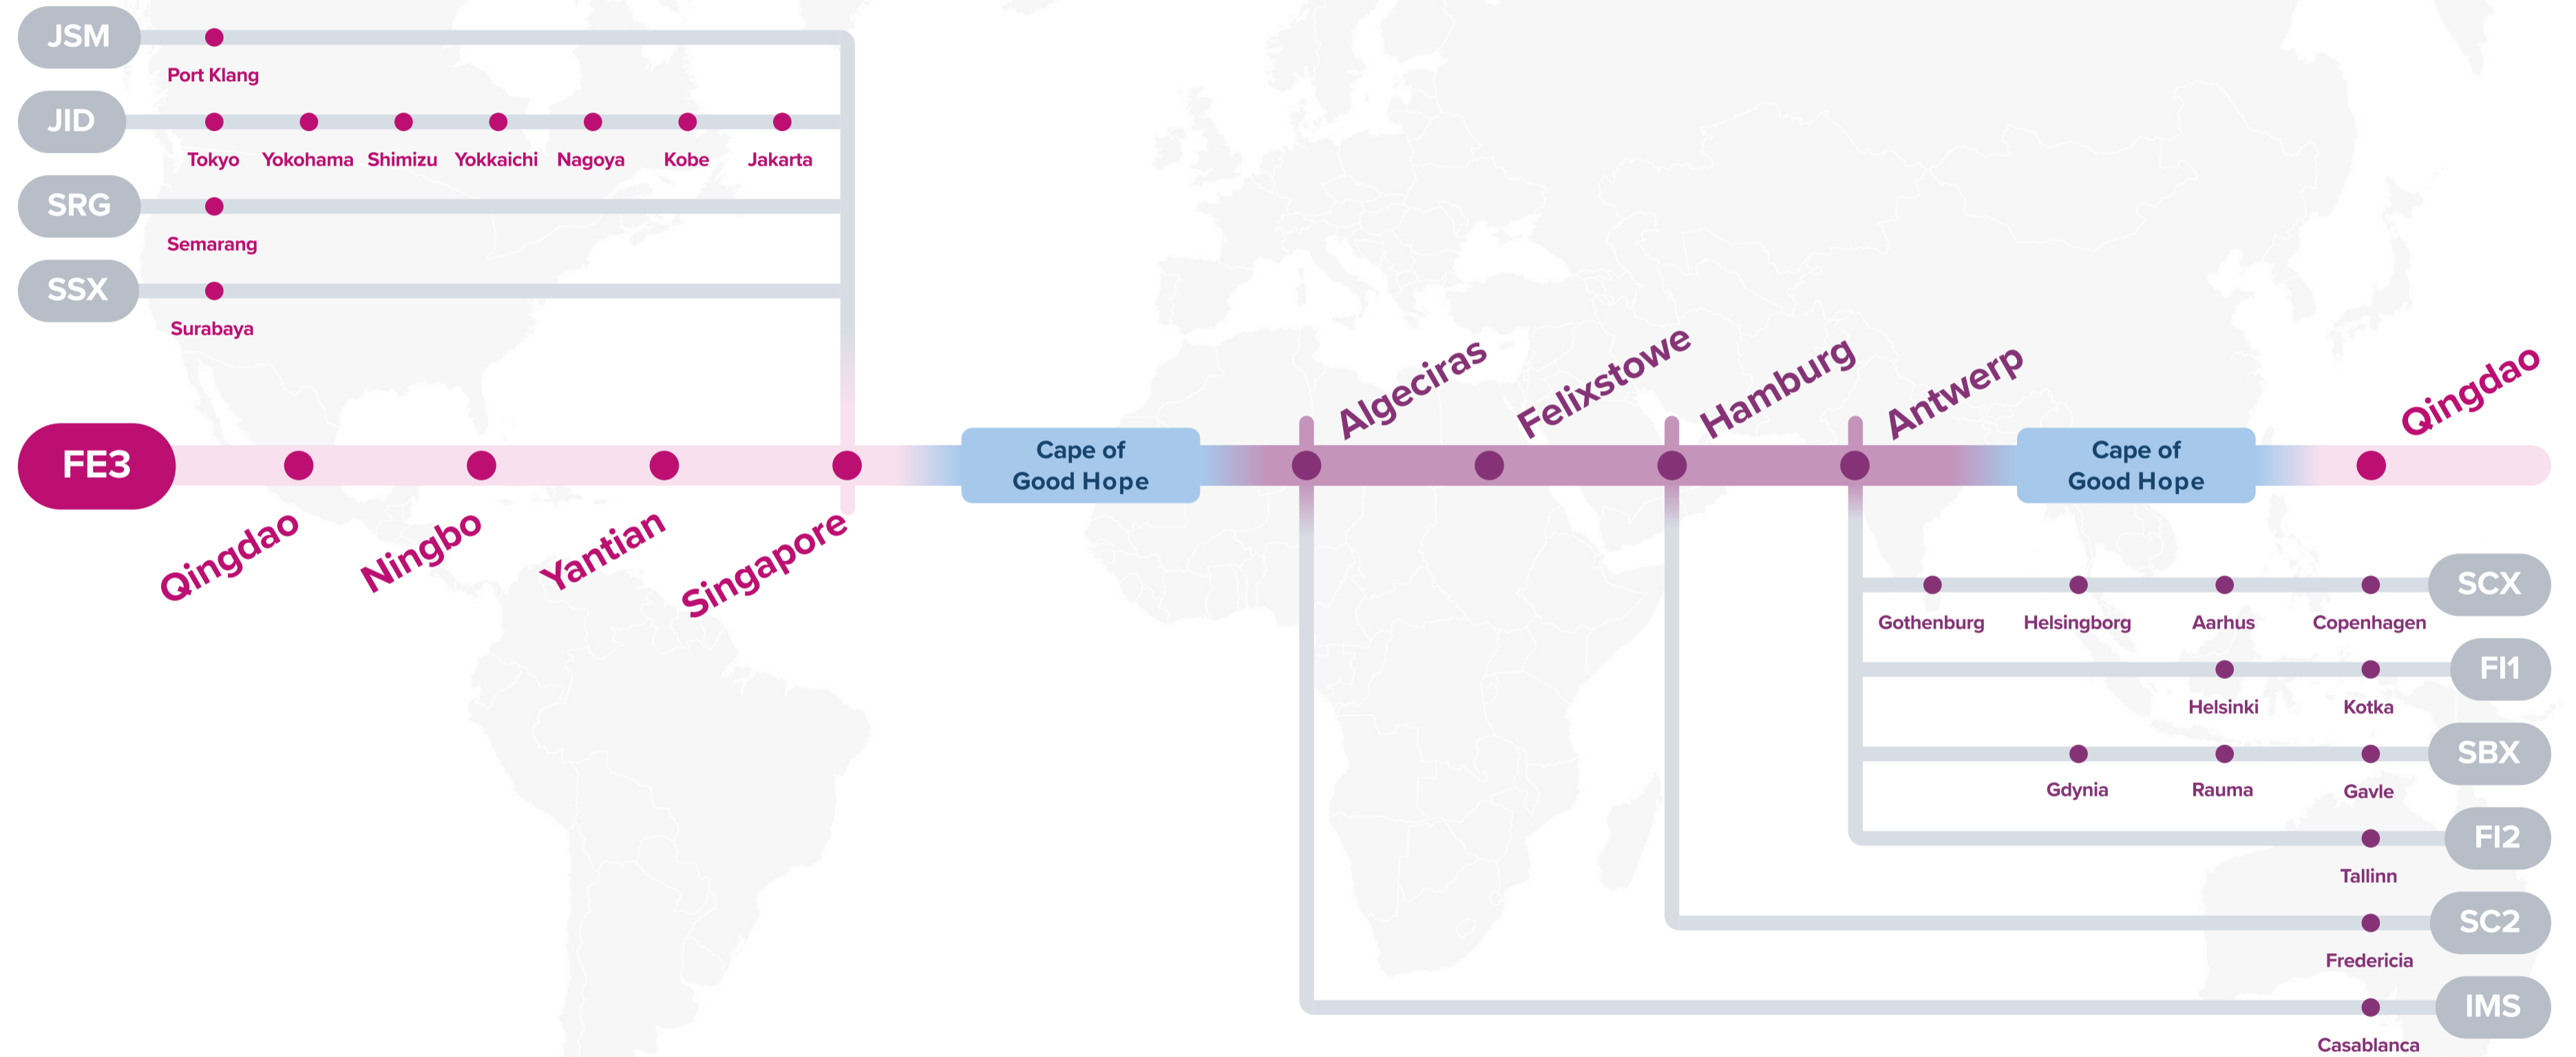 JSM
Port Klang
JID
Tokyo Yokohama Shimizu Yokkaichi Nagoya Kobe Jakarta
SRG
Semarang
SSX
Surabaya
FE3
Qingdao
Ningbo
Yantian
Singapore
Cape of
Good Hope
Algeciras
Felixstowe
Hamburg
Antwerp
Cape of
Good Hope
Qingdao
SCX
Gothenburg Helsingborg Aarhus Copenhagen
FI1
Helsinki Kotka
SBX
Gdynia Rauma Gavle
FI2
Tallinn
SC2
Fredericia
IMS
Casablanca